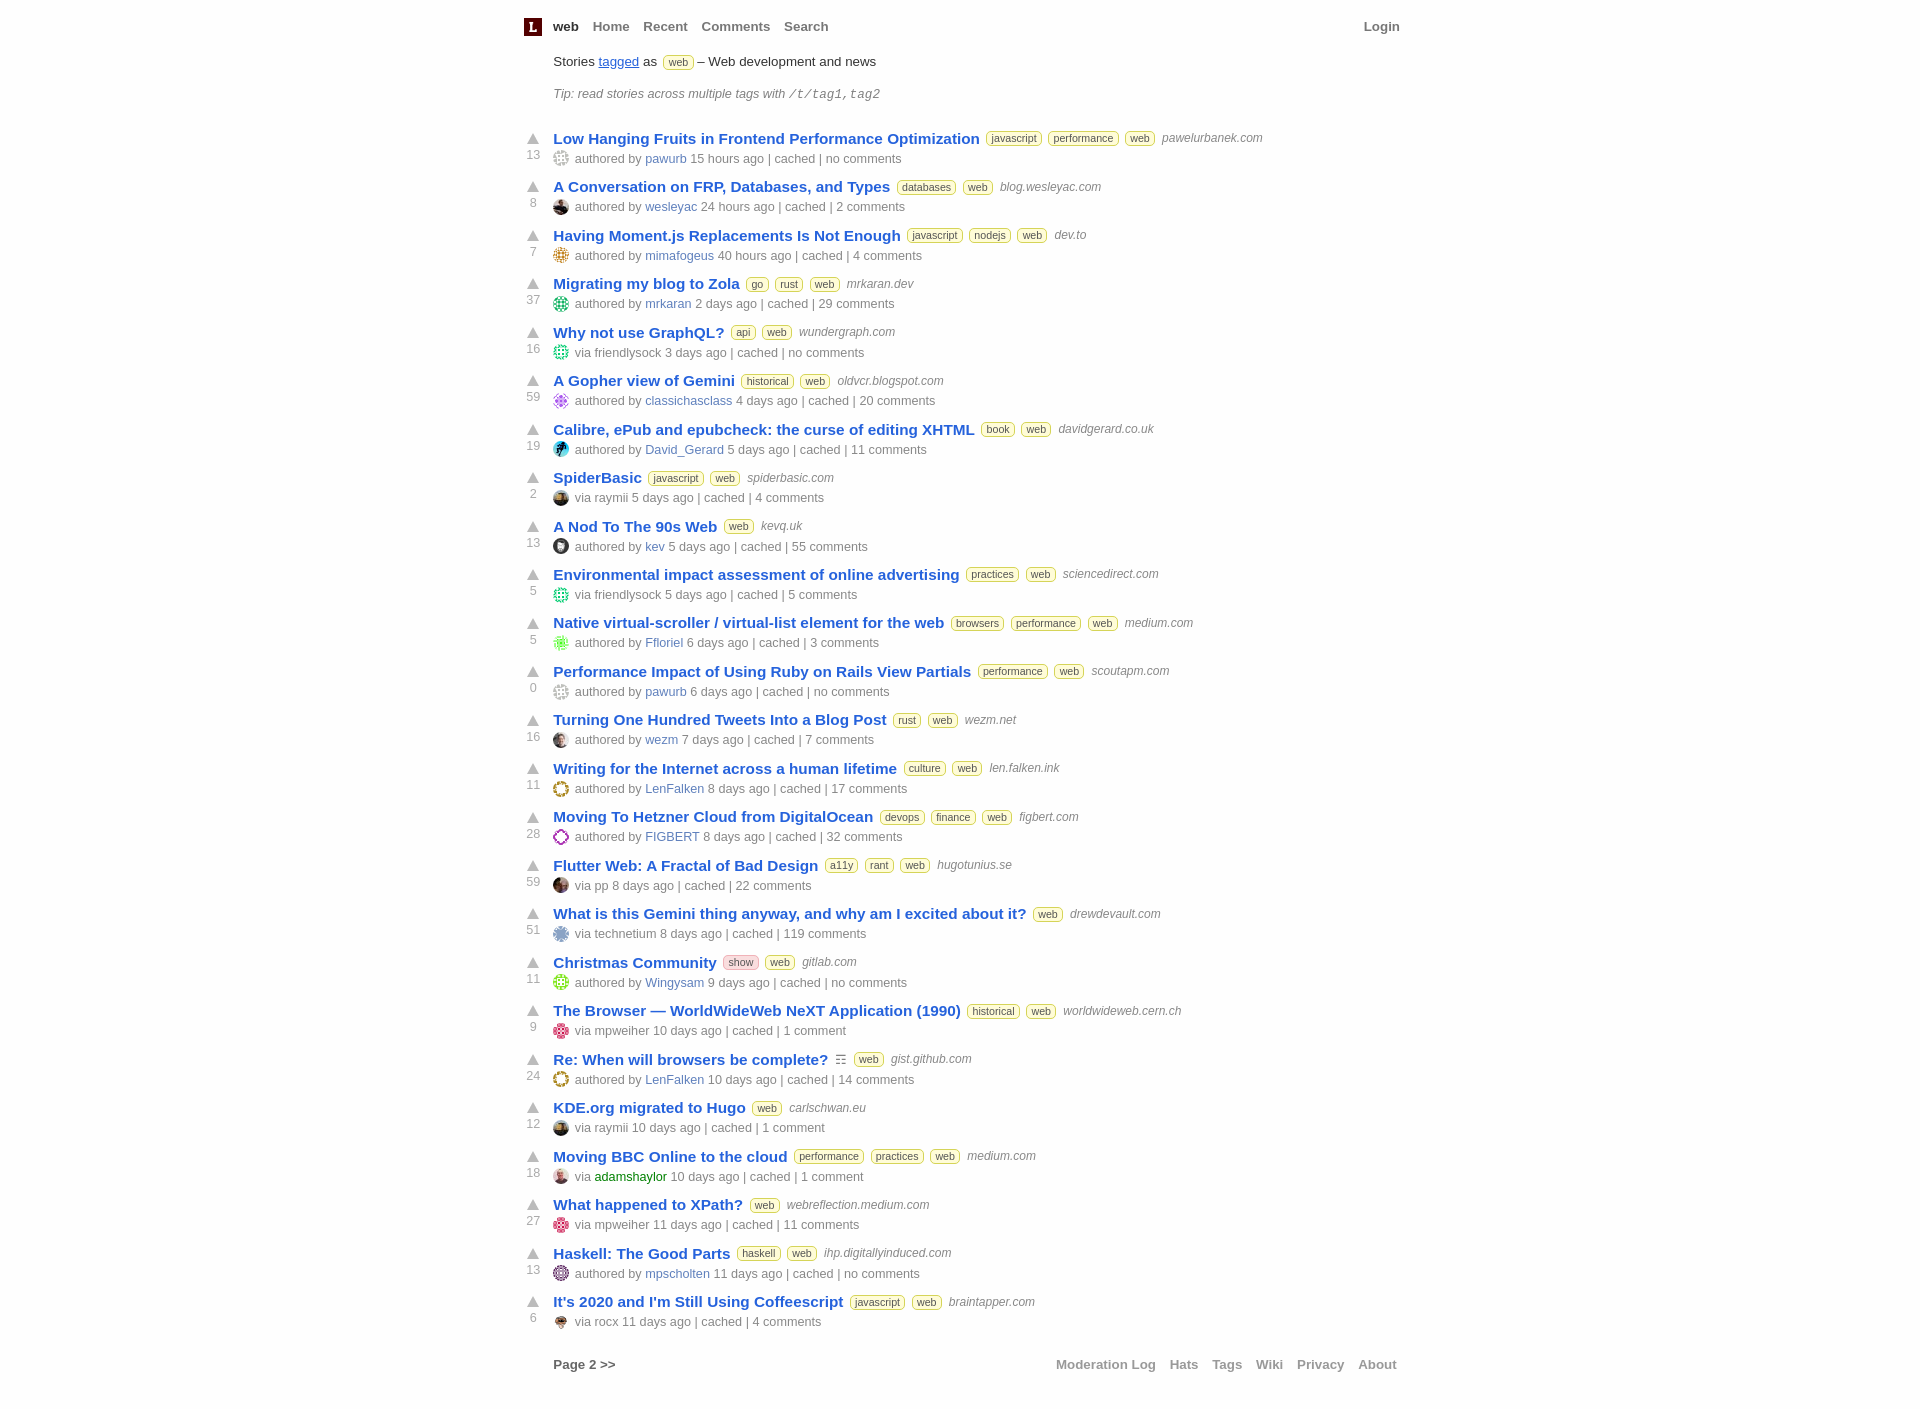 L web Home Recent Comments Search Login
Stories tagged as web – Web development and news
Tip: read stories across multiple tags with /t/tag1,tag2
Low Hanging Fruits in Frontend Performance Optimization javascript performance web pawelurbanek.com
13 authored by pawurb 15 hours ago | cached | no comments
A Conversation on FRP, Databases, and Types databases web blog.wesleyac.com
8 authored by wesleyac 24 hours ago | cached | 2 comments
Having Moment.js Replacements Is Not Enough javascript nodejs web dev.to
7 authored by mimafogeus 40 hours ago | cached | 4 comments
Migrating my blog to Zola go rust web mrkaran.dev
37 authored by mrkaran 2 days ago | cached | 29 comments
Why not use GraphQL? api web wundergraph.com
16 via friendlysock 3 days ago | cached | no comments
A Gopher view of Gemini historical web oldvcr.blogspot.com
59 authored by classichasclass 4 days ago | cached | 20 comments
Calibre, ePub and epubcheck: the curse of editing XHTML book web davidgerard.co.uk
19 authored by David_Gerard 5 days ago | cached | 11 comments
SpiderBasic javascript web spiderbasic.com
2 via raymii 5 days ago | cached | 4 comments
A Nod To The 90s Web web kevq.uk
13 authored by kev 5 days ago | cached | 55 comments
Environmental impact assessment of online advertising practices web sciencedirect.com
5 via friendlysock 5 days ago | cached | 5 comments
Native virtual-scroller / virtual-list element for the web browsers performance web medium.com
5 authored by Ffloriel 6 days ago | cached | 3 comments
Performance Impact of Using Ruby on Rails View Partials performance web scoutapm.com
0 authored by pawurb 6 days ago | cached | no comments
Turning One Hundred Tweets Into a Blog Post rust web wezm.net
16 authored by wezm 7 days ago | cached | 7 comments
Writing for the Internet across a human lifetime culture web len.falken.ink
11 authored by LenFalken 8 days ago | cached | 17 comments
Moving To Hetzner Cloud from DigitalOcean devops finance web figbert.com
28 authored by FIGBERT 8 days ago | cached | 32 comments
Flutter Web: A Fractal of Bad Design a11y rant web hugotunius.se
59 via pp 8 days ago | cached | 22 comments
What is this Gemini thing anyway, and why am I excited about it? web drewdevault.com
51 via technetium 8 days ago | cached | 119 comments
Christmas Community show web gitlab.com
11 authored by Wingysam 9 days ago | cached | no comments
The Browser — WorldWideWeb NeXT Application (1990) historical web worldwideweb.cern.ch
9 via mpweiher 10 days ago | cached | 1 comment
Re: When will browsers be complete? ☶ web gist.github.com
24 authored by LenFalken 10 days ago | cached | 14 comments
KDE.org migrated to Hugo web carlschwan.eu
12 via raymii 10 days ago | cached | 1 comment
Moving BBC Online to the cloud performance practices web medium.com
18 via adamshaylor 10 days ago | cached | 1 comment
What happened to XPath? web webreflection.medium.com
27 via mpweiher 11 days ago | cached | 11 comments
Haskell: The Good Parts haskell web ihp.digitallyinduced.com
13 authored by mpscholten 11 days ago | cached | no comments
It's 2020 and I'm Still Using Coffeescript javascript web braintapper.com
6 via rocx 11 days ago | cached | 4 comments
Page 2 >> Moderation Log Hats Tags Wiki Privacy About